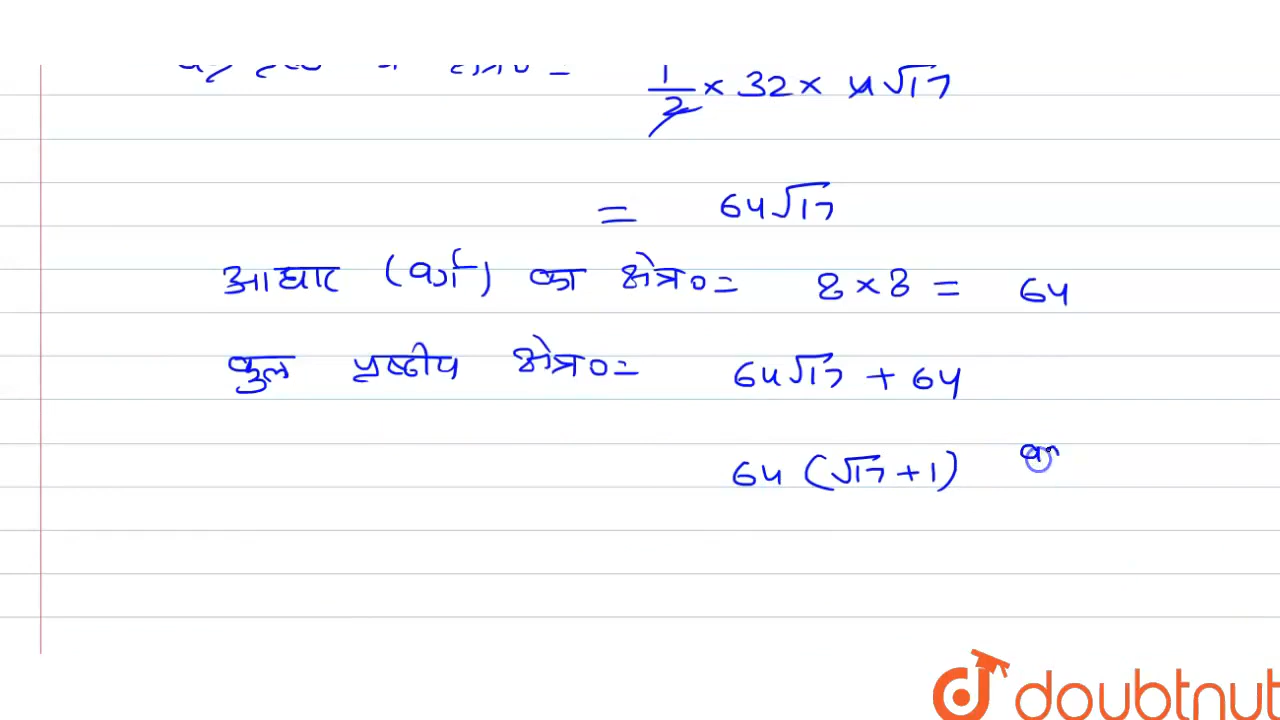 1/2 × 32 × 4√17
= 64√17
आधार (वर्ग) का क्षेत्र० = 8 × 8 = 64
कुल पृष्ठीय क्षेत्र० = 64√17 + 64
64 (√17 + 1)
doubtnut